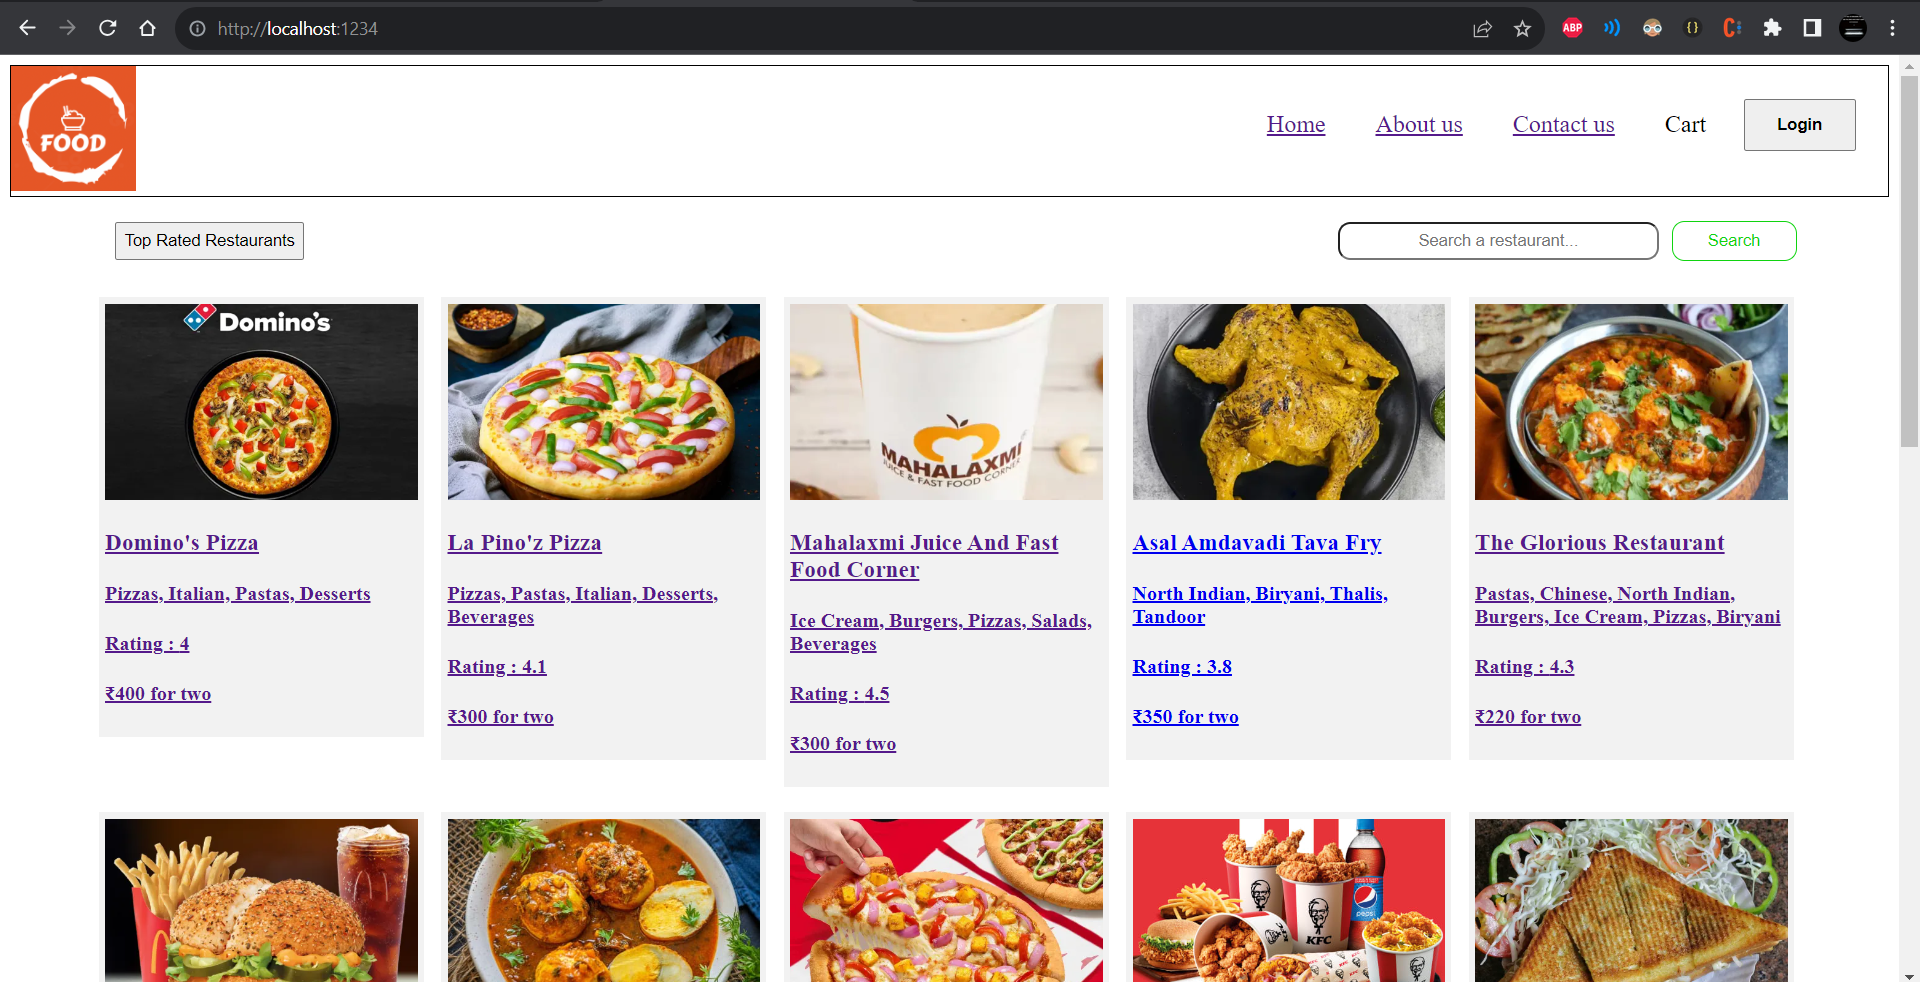 http://localhost:1234
ABP
FOOD
Home
About us
Contact us
Cart
Login
Top Rated Restaurants
Search a restaurant...
Search
Domino's
MAHALAXMI
JUICE & FAST FOOD CORNER
Domino's Pizza
Pizzas, Italian, Pastas, Desserts
Rating : 4
₹400 for two
La Pino'z Pizza
Pizzas, Pastas, Italian, Desserts,
Beverages
Rating : 4.1
₹300 for two
Mahalaxmi Juice And Fast
Food Corner
Ice Cream, Burgers, Pizzas, Salads,
Beverages
Rating : 4.5
₹300 for two
Asal Amdavadi Tava Fry
North Indian, Biryani, Thalis,
Tandoor
Rating : 3.8
₹350 for two
The Glorious Restaurant
Pastas, Chinese, North Indian,
Burgers, Ice Cream, Pizzas, Biryani
Rating : 4.3
₹220 for two
pepsi
KFC